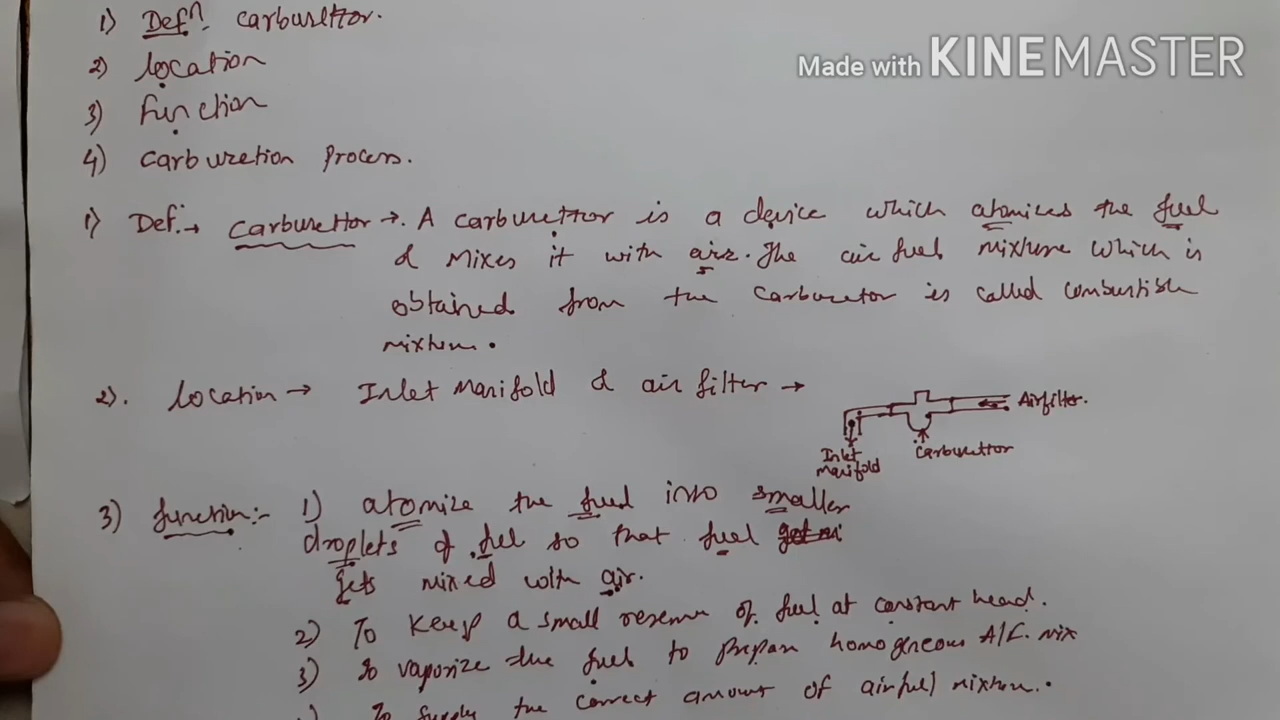 1) Defn. carburettor.
Made with KINEMASTER
2) location
3) function
4) carburetion process.
1) Def:→ carburettor →. A carburettor is a device which atomizes the fuel
& mixes it with air. The air fuel mixture which is
obtained from the carburetor is called combustible
mixture.
2). location → Inlet manifold & air filter →
Airfilter.
carburettor
Inlet
manifold
3) function:- 1) atomize the fuel into smaller
droplets of fuel so that fuel
gets mixed with air.
2) To keep a small reserve of fuel at constant head.
3) To vaporize the fuel to prepare homogeneous A/F. mix
To supply the correct amount of airfuel mixture.